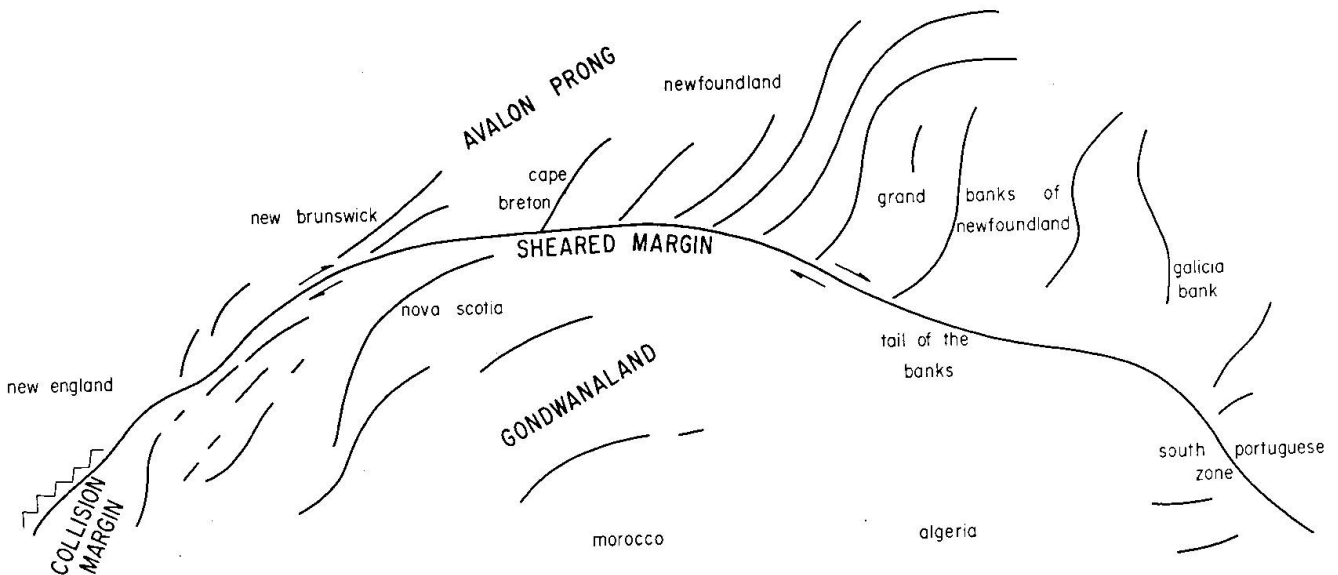 AVALON PRONG
newfoundland
cape
breton
new brunswick
grand banks of
newfoundland
SHEARED MARGIN
galicia
bank
nova scotia
tail of the
banks
new england
GONDWANALAND
south portuguese
zone
COLLISION
MARGIN
morocco
algeria